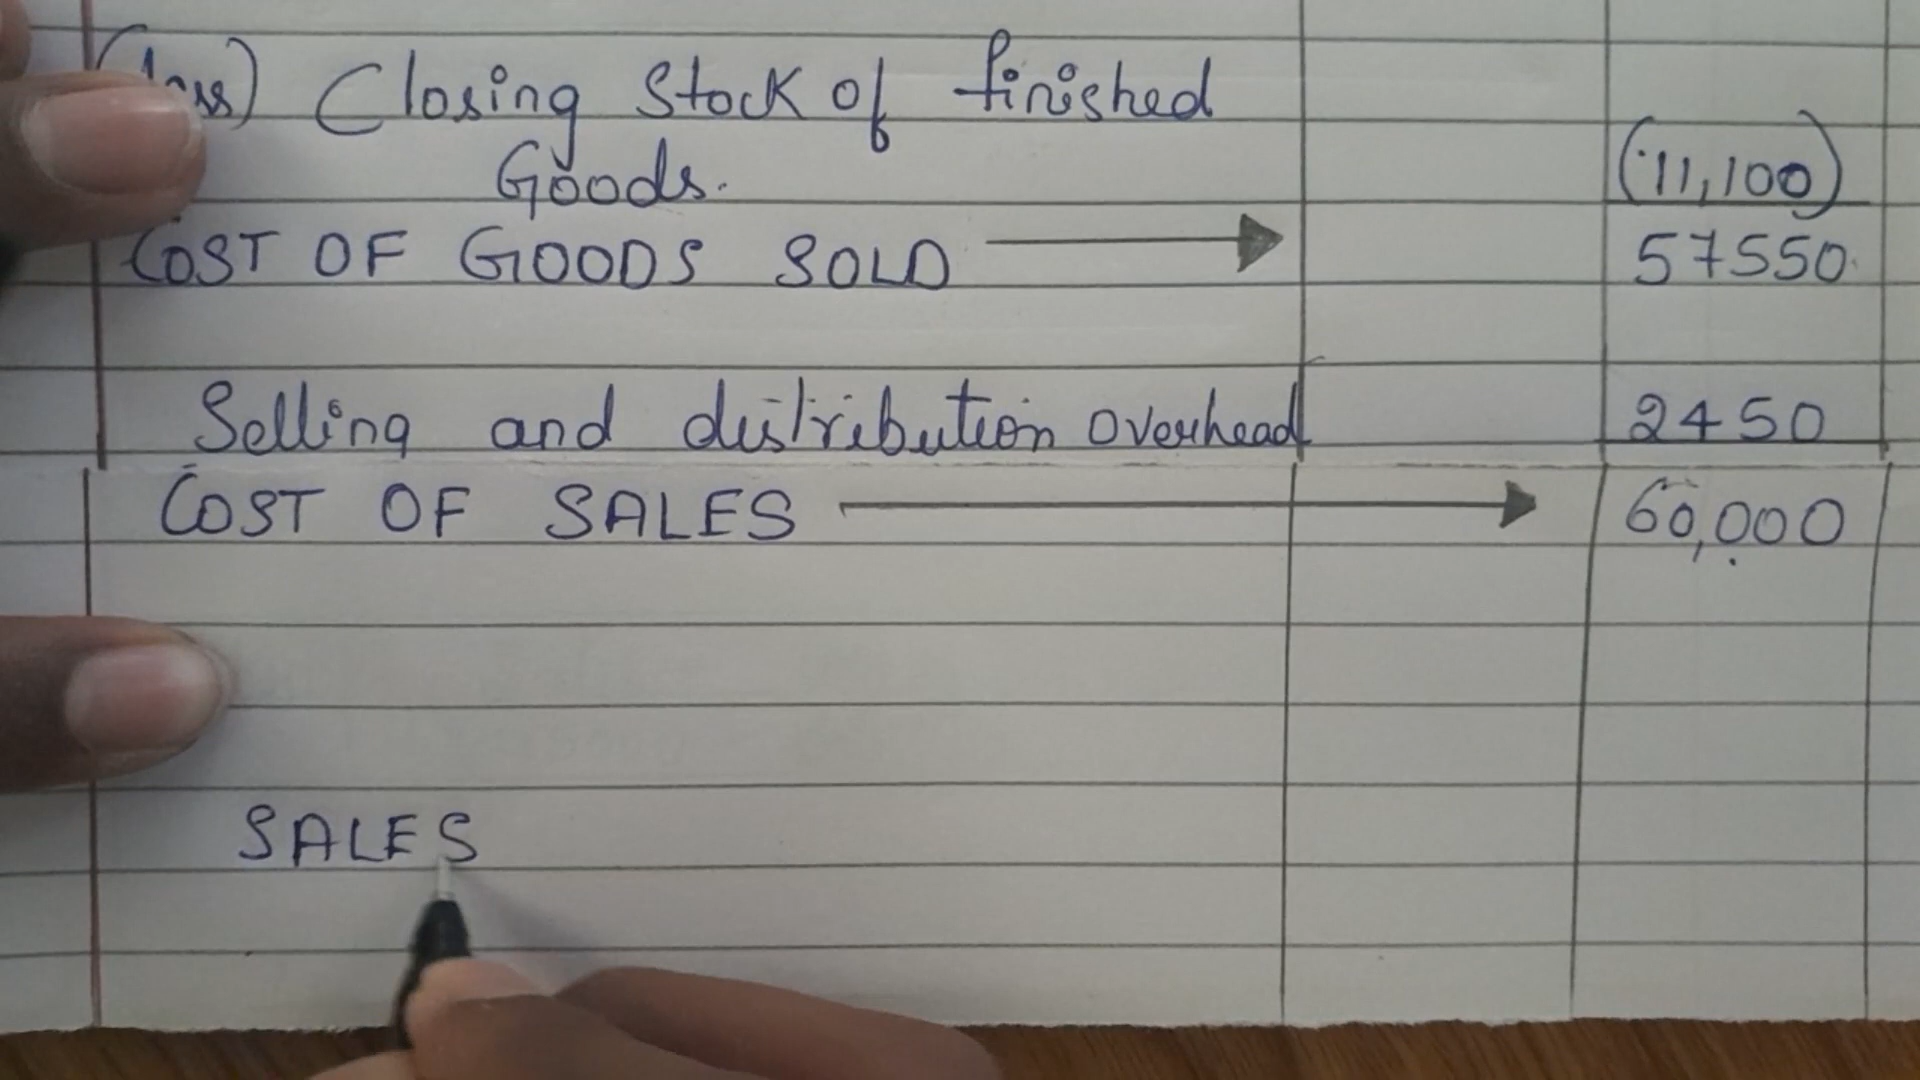 (Less) Closing Stock of finished
Goods. (11,100)
COST OF GOODS SOLD 57550
Selling and distribution overhead 2450
COST OF SALES 60,000
SALES